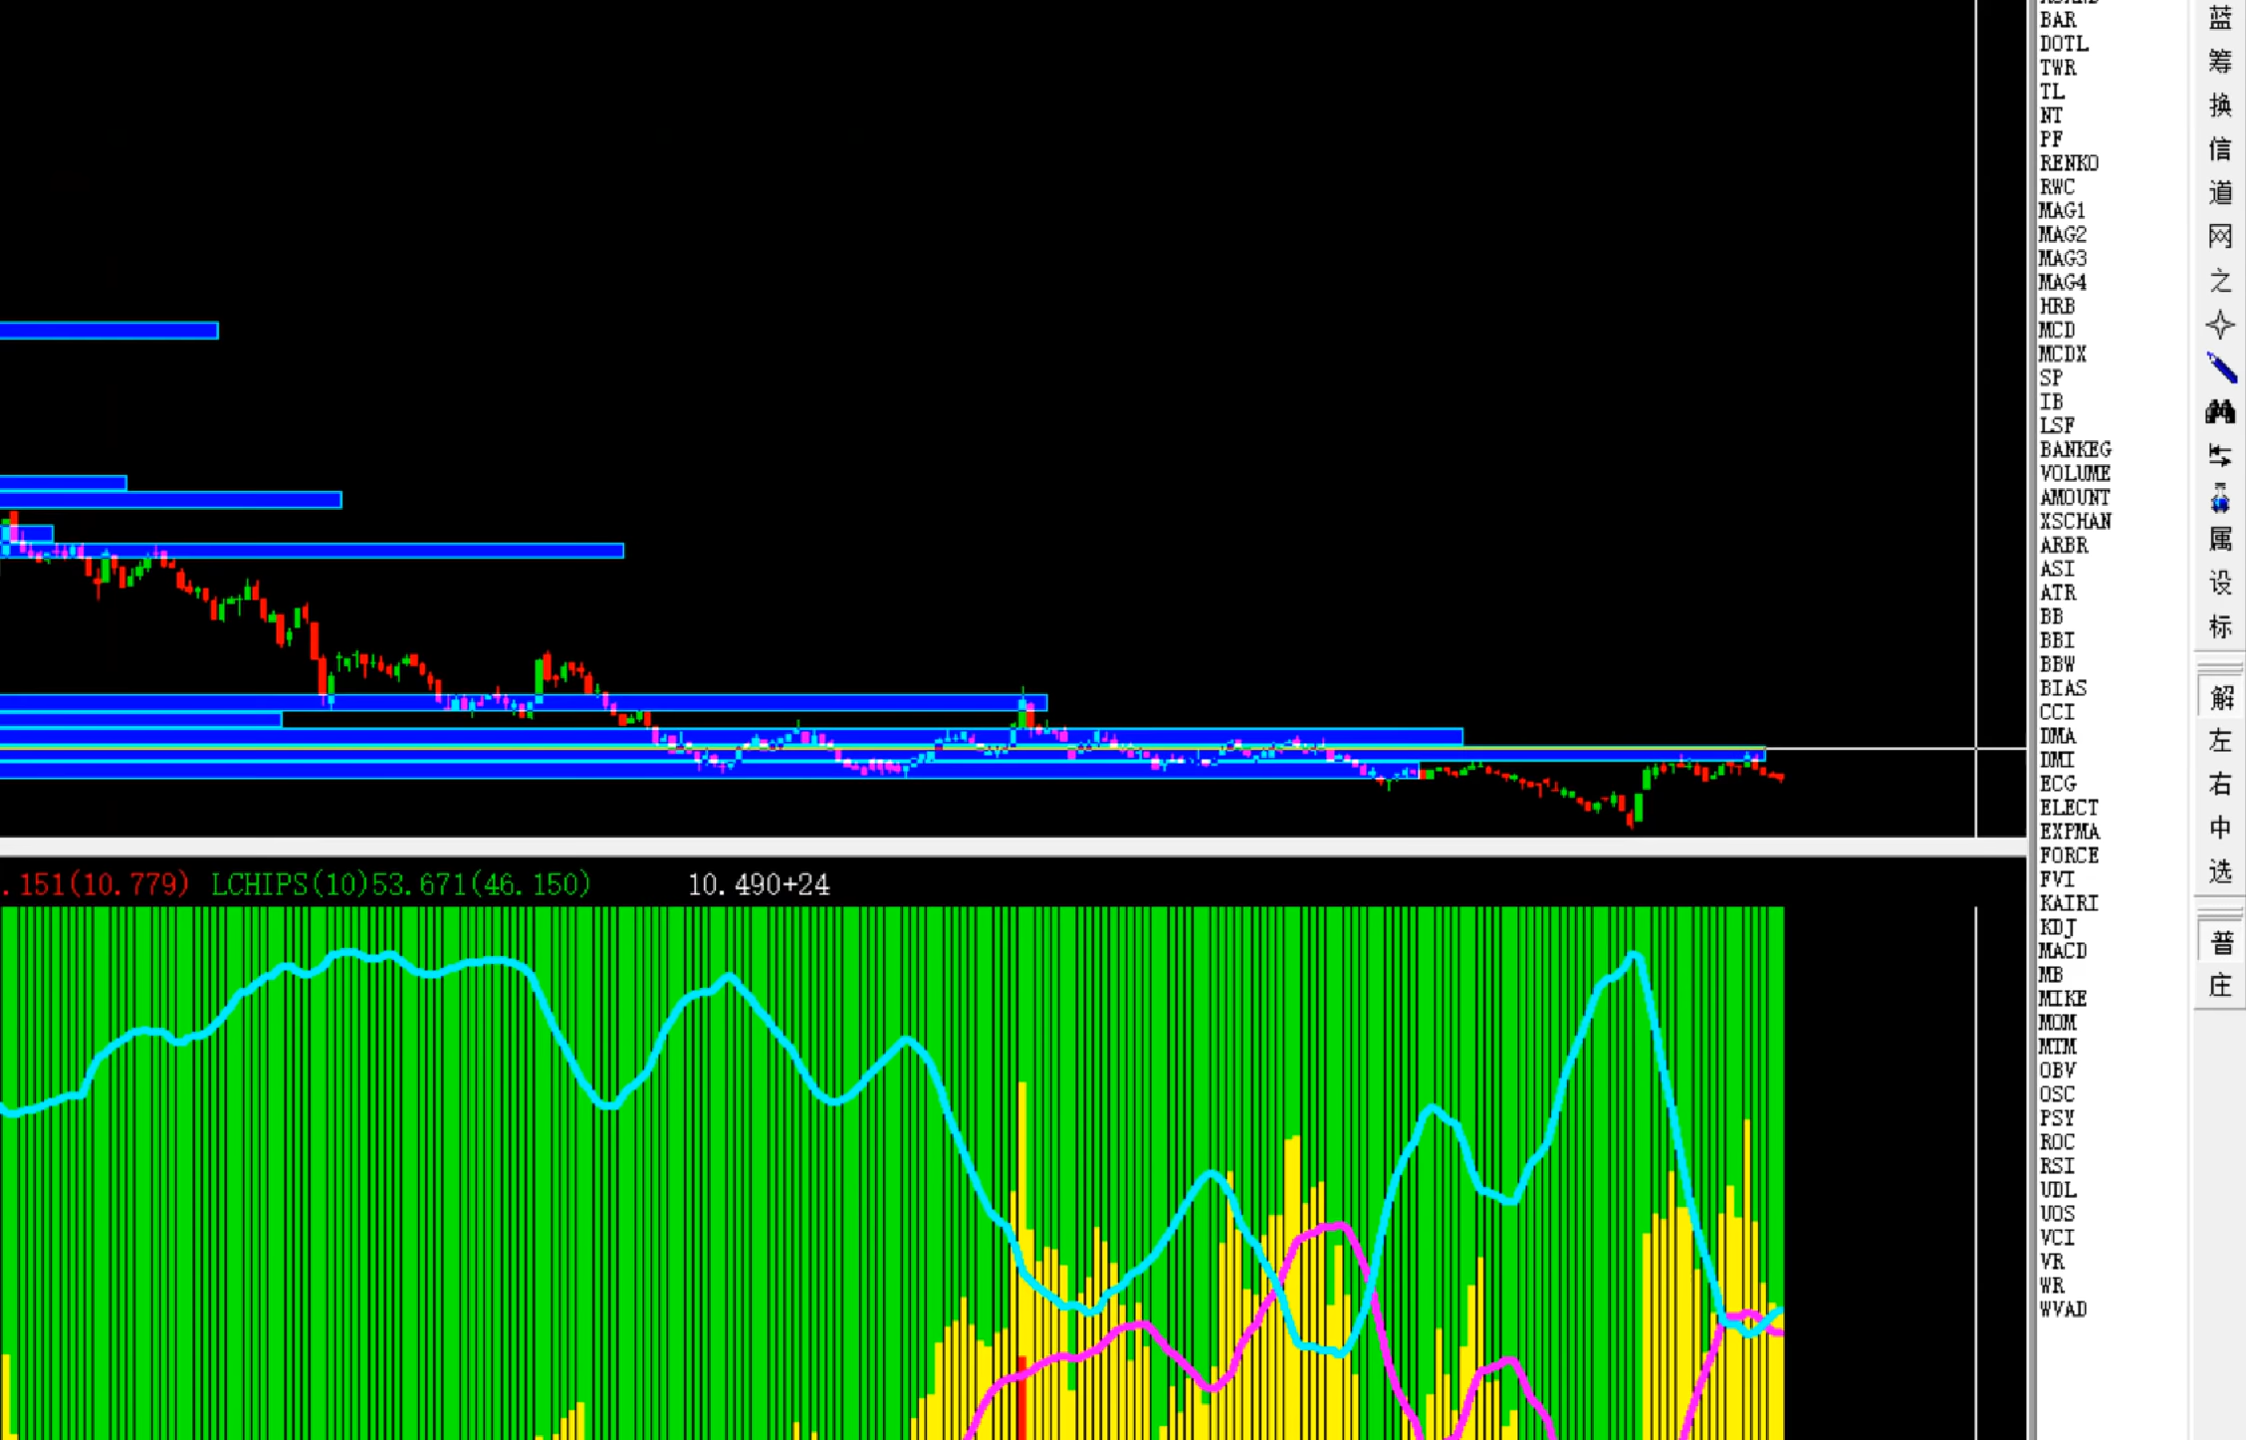 BAR
DOTL
TWR
TL
NT
PF
RENKO
RWC
MAG1
MAG2
MAG3
MAG4
HRB
MCD
MCDX
SP
IB
LSF
BANKEG
VOLUME
AMOUNT
XSCHAN
ARBR
ASI
ATR
BB
BBI
BBW
BIAS
CCI
DMA
DMI
ECG
ELECT
EXPMA
FORCE
FVI
KAIRI
KDJ
MACD
MB
MIKE
MOM
MTM
OBV
OSC
PSY
ROC
RSI
UDL
UOS
VCI
VR
WR
WVAD
蓝
筹
换
信
道
网
之
属
设
标
解
左
右
中
选
普
庄
.151(10.779) LCHIPS(10)53.671(46.150) 10.490+24